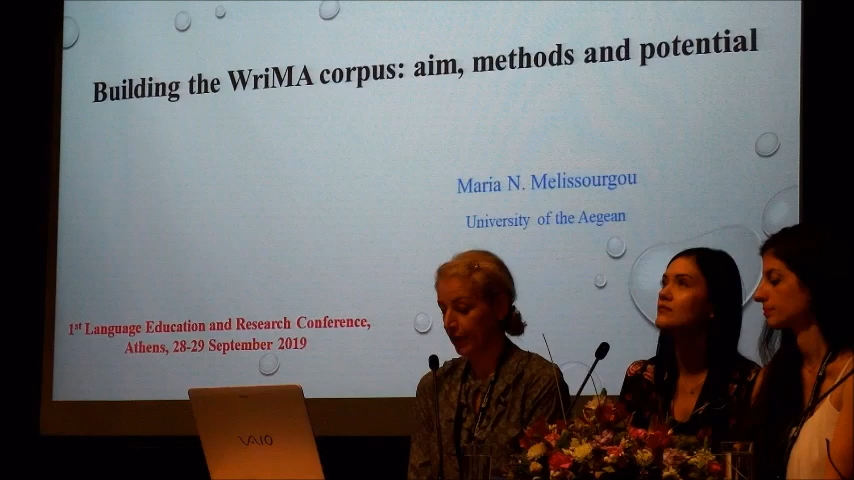 Building the WriMA corpus: aim, methods and potential
Maria N. Melissourgou
University of the Aegean
1st Language Education and Research Conference,
Athens, 28-29 September 2019
VAIO